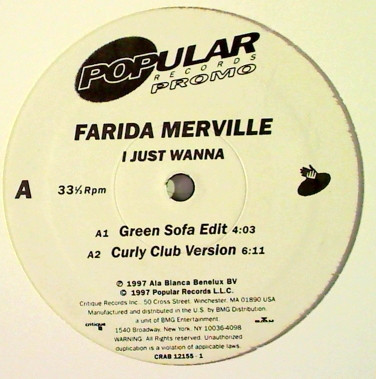 POPULAR
RECORDS
PROMO
FARIDA MERVILLE
I JUST WANNA
A
33⅓ Rpm
A1 Green Sofa Edit 4:03
A2 Curly Club Version 6:11
℗ 1997 Ala Bianca Benelux BV
© 1997 Popular Records L.L.C.
Critique Records Inc., 50 Cross Street, Winchester, MA 01890 USA
Manufactured and distributed in the U.S. by BMG Distribution,
a unit of BMG Entertainment,
critique
1540 Broadway, New York, NY 10036-4098
WARNING: All Rights reserved. Unauthorized
duplication is a violation of applicable laws.
CRAB 12155 - 1